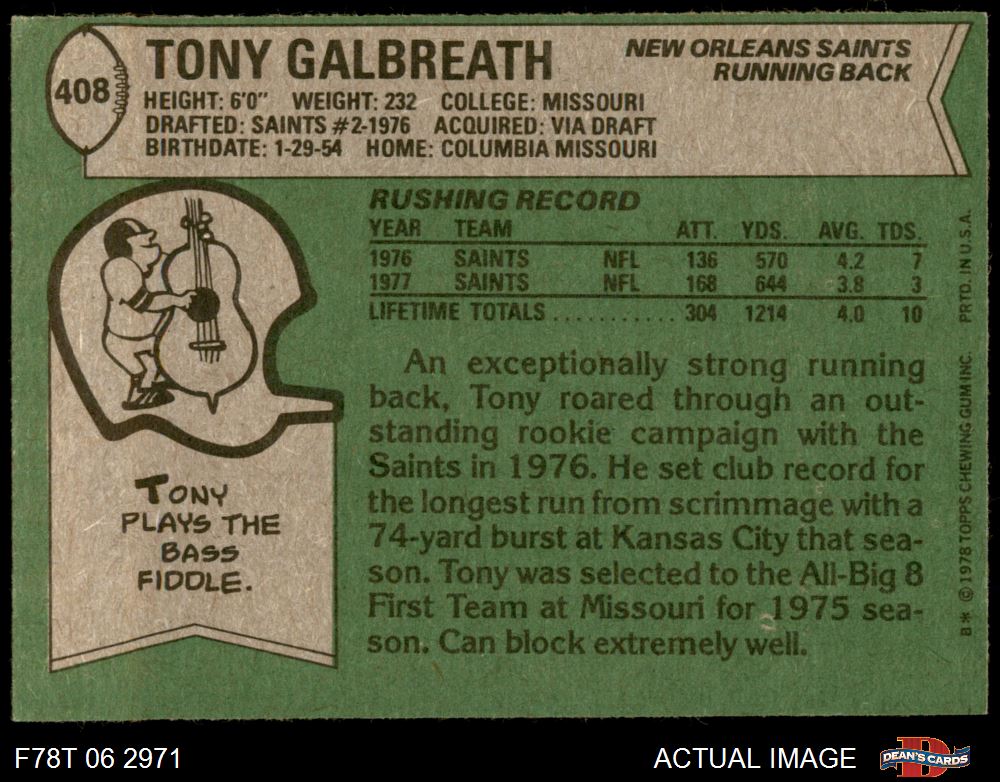 408
TONY GALBREATH
NEW ORLEANS SAINTS
RUNNING BACK
HEIGHT: 6'0" WEIGHT: 232 COLLEGE: MISSOURI
DRAFTED: SAINTS #2-1976 ACQUIRED: VIA DRAFT
BIRTHDATE: 1-29-54 HOME: COLUMBIA MISSOURI
RUSHING RECORD
YEAR TEAM ATT. YDS. AVG. TDS.
1976 SAINTS NFL 136 570 4.2 7
1977 SAINTS NFL 168 644 3.8 3
LIFETIME TOTALS ........... 304 1214 4.0 10
An exceptionally strong running
back, Tony roared through an out-
standing rookie campaign with the
Saints in 1976. He set club record for
the longest run from scrimmage with a
74-yard burst at Kansas City that sea-
son. Tony was selected to the All-Big 8
First Team at Missouri for 1975 sea-
son. Can block extremely well.
TONY
PLAYS THE
BASS
FIDDLE.
B* © 1978 TOPPS CHEWING GUM INC. PRTD. IN U.S.A.
F78T 06 2971
ACTUAL IMAGE
DEAN'S CARDS